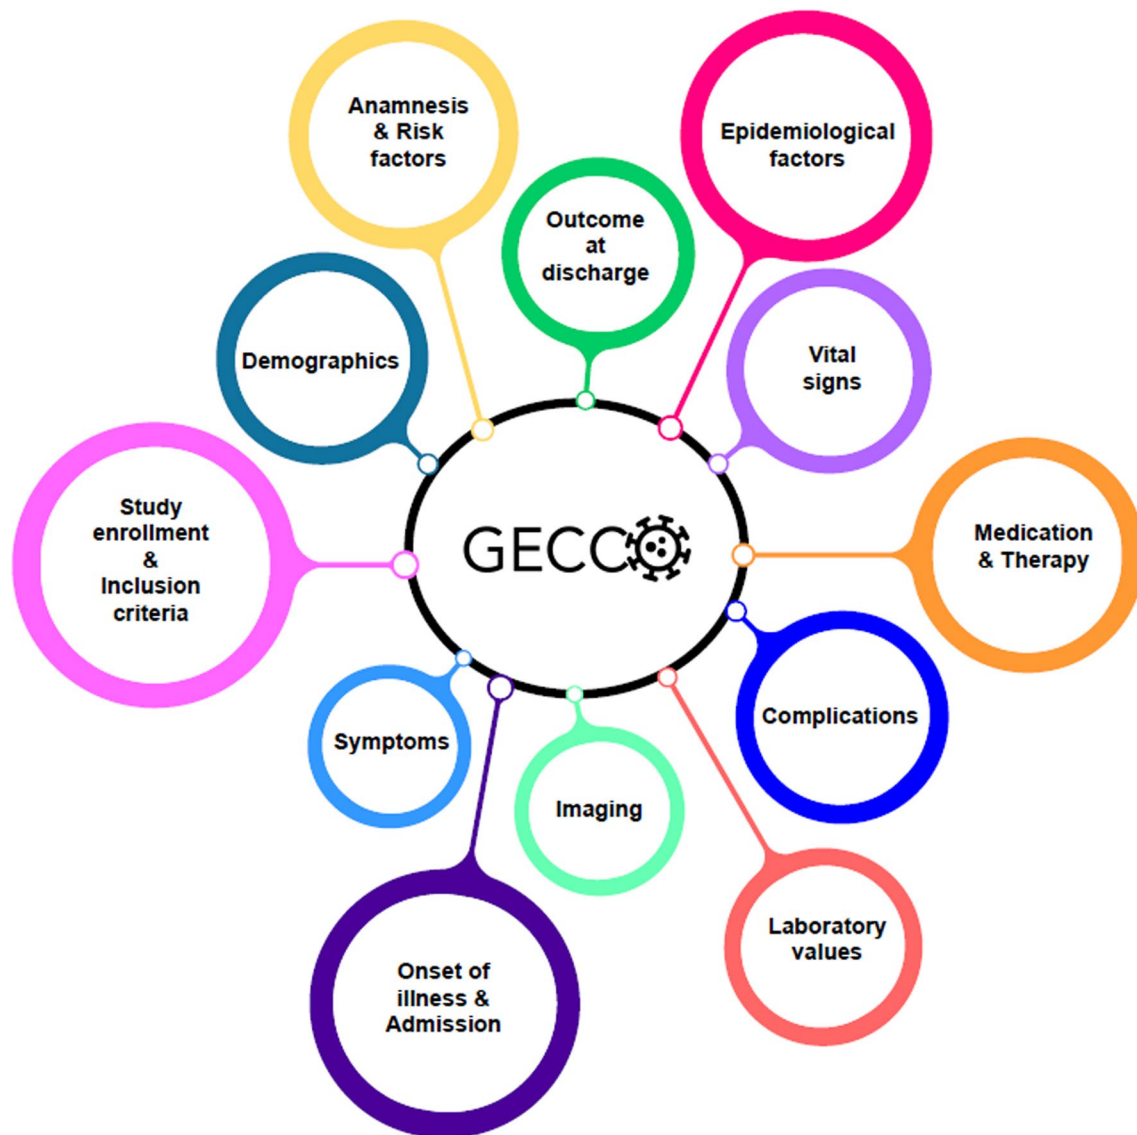 Anamnesis
& Risk
factors
Epidemiological
factors
Outcome
at
discharge
Demographics
Vital
signs
Study
enrollment
&
Inclusion
criteria
GECCO
Medication
& Therapy
Symptoms
Complications
Imaging
Laboratory
values
Onset of
illness &
Admission